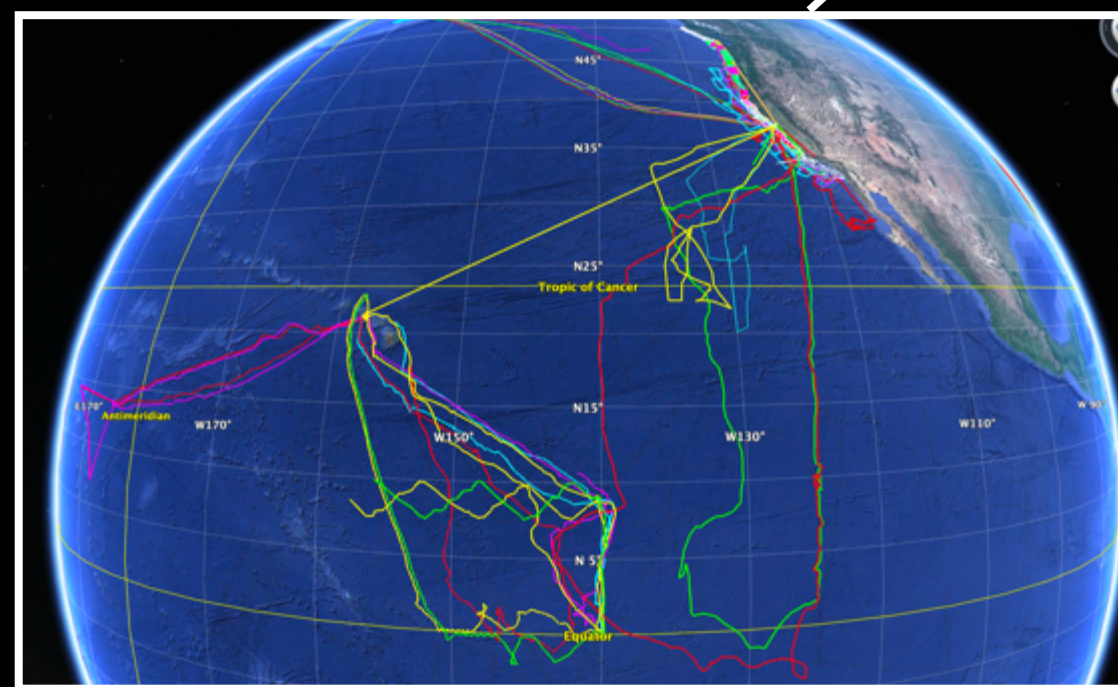 N45°
N35°
N25°
Tropic of Cancer
E170°
Antimeridian
W170°
N15°
W150°
W130°
W110°
W 90°
N 5°
Equator